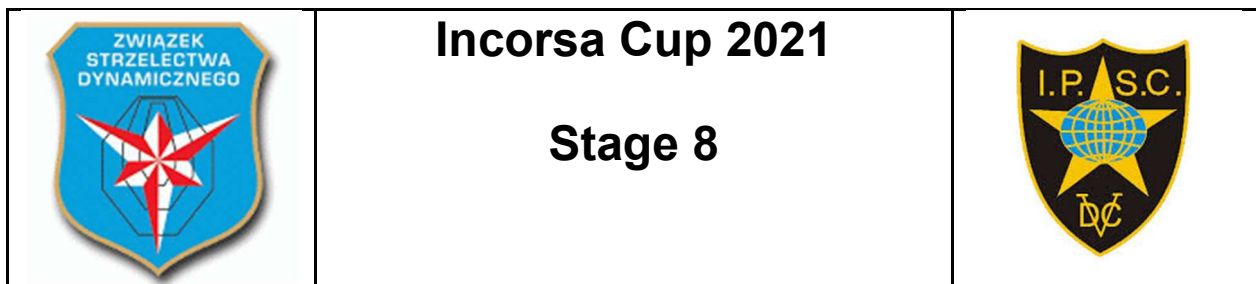 ZWIĄZEK
STRZELECTWA
DYNAMICZNEGO
Incorsa Cup 2021
Stage 8
I.P.S.C.
DVC